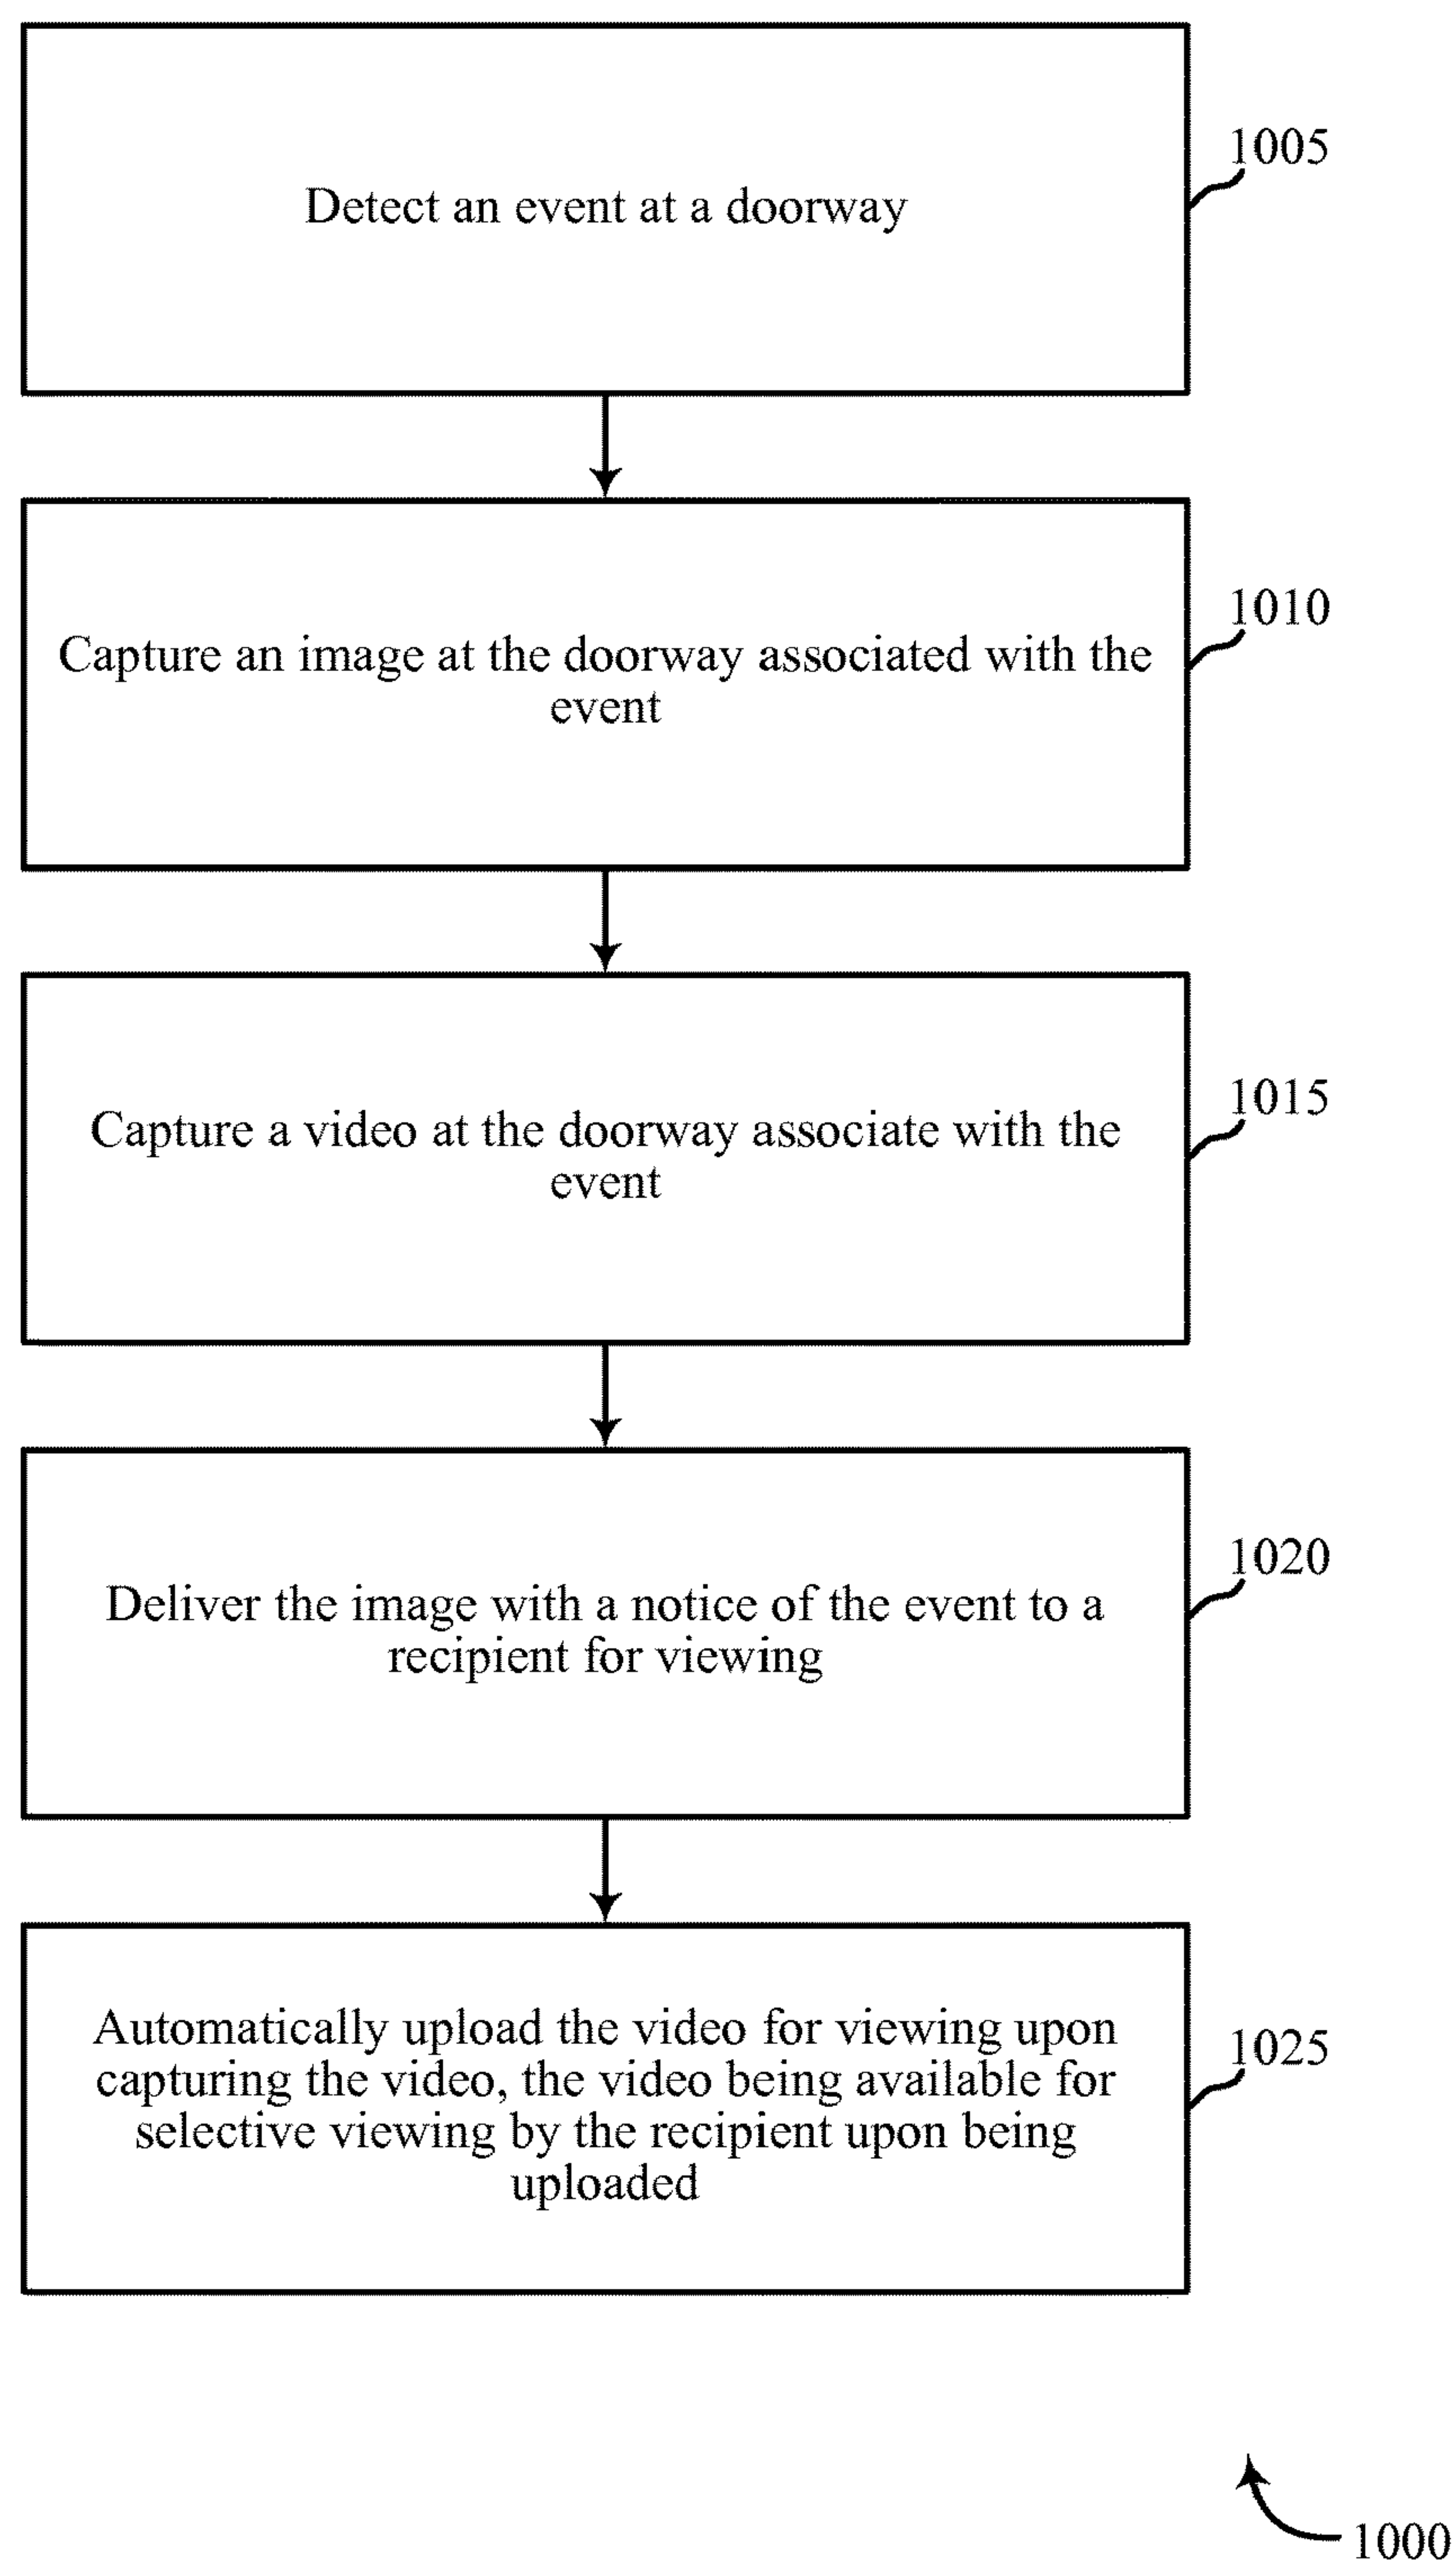 Detect an event at a doorway
1005
Capture an image at the doorway associated with the
event
1010
Capture a video at the doorway associate with the
event
1015
Deliver the image with a notice of the event to a
recipient for viewing
1020
Automatically upload the video for viewing upon
capturing the video, the video being available for
selective viewing by the recipient upon being
uploaded
1025
1000